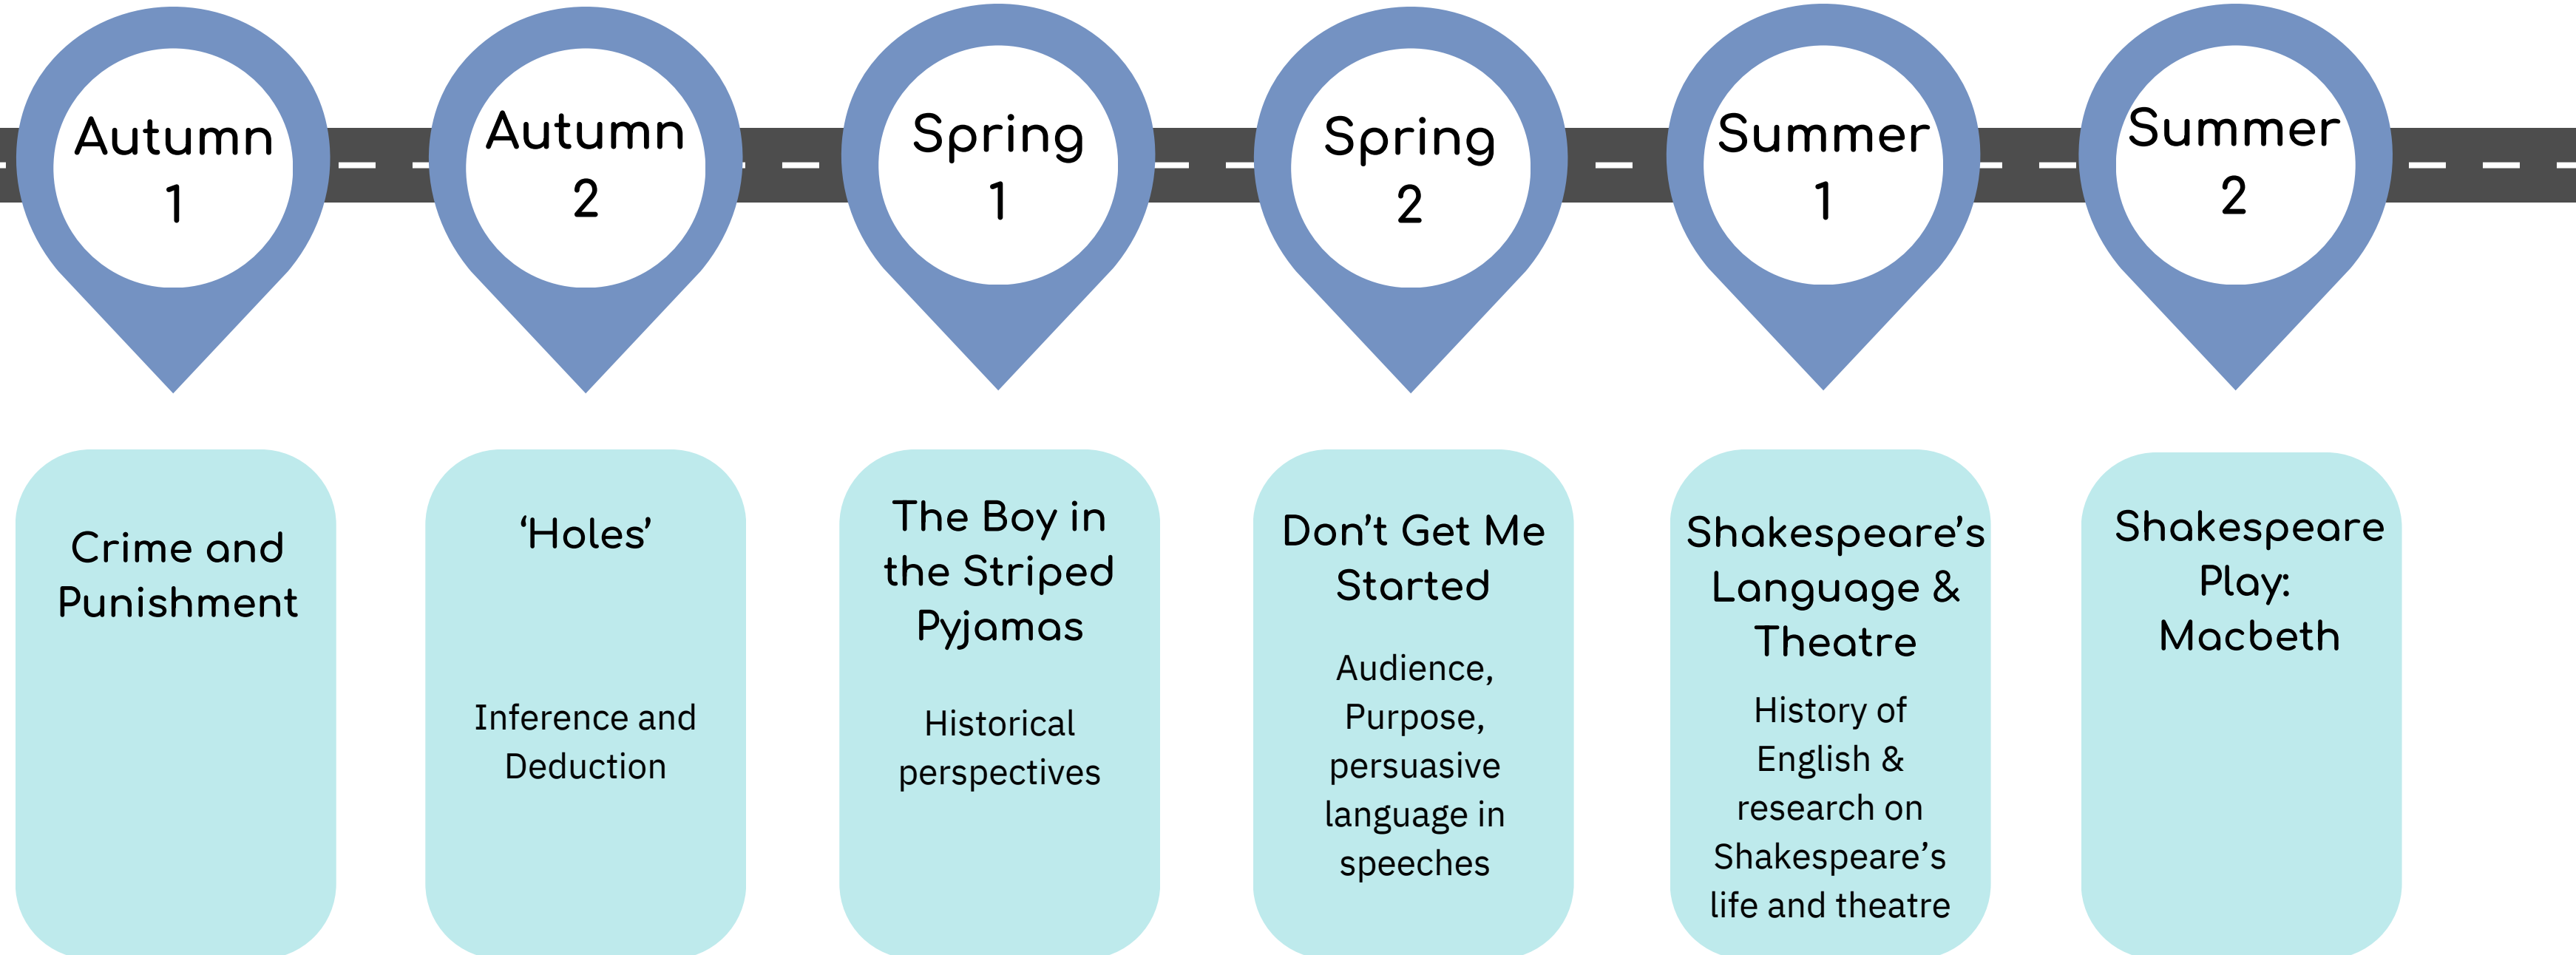 Autumn
1
Autumn
2
Spring
1
Spring
2
Summer
1
Summer
2
Crime and
Punishment
‘Holes’
Inference and
Deduction
The Boy in
the Striped
Pyjamas
Historical
perspectives
Don’t Get Me
Started
Audience,
Purpose,
persuasive
language in
speeches
Shakespeare’s
Language &
Theatre
History of
English &
research on
Shakespeare’s
life and theatre
Shakespeare
Play:
Macbeth